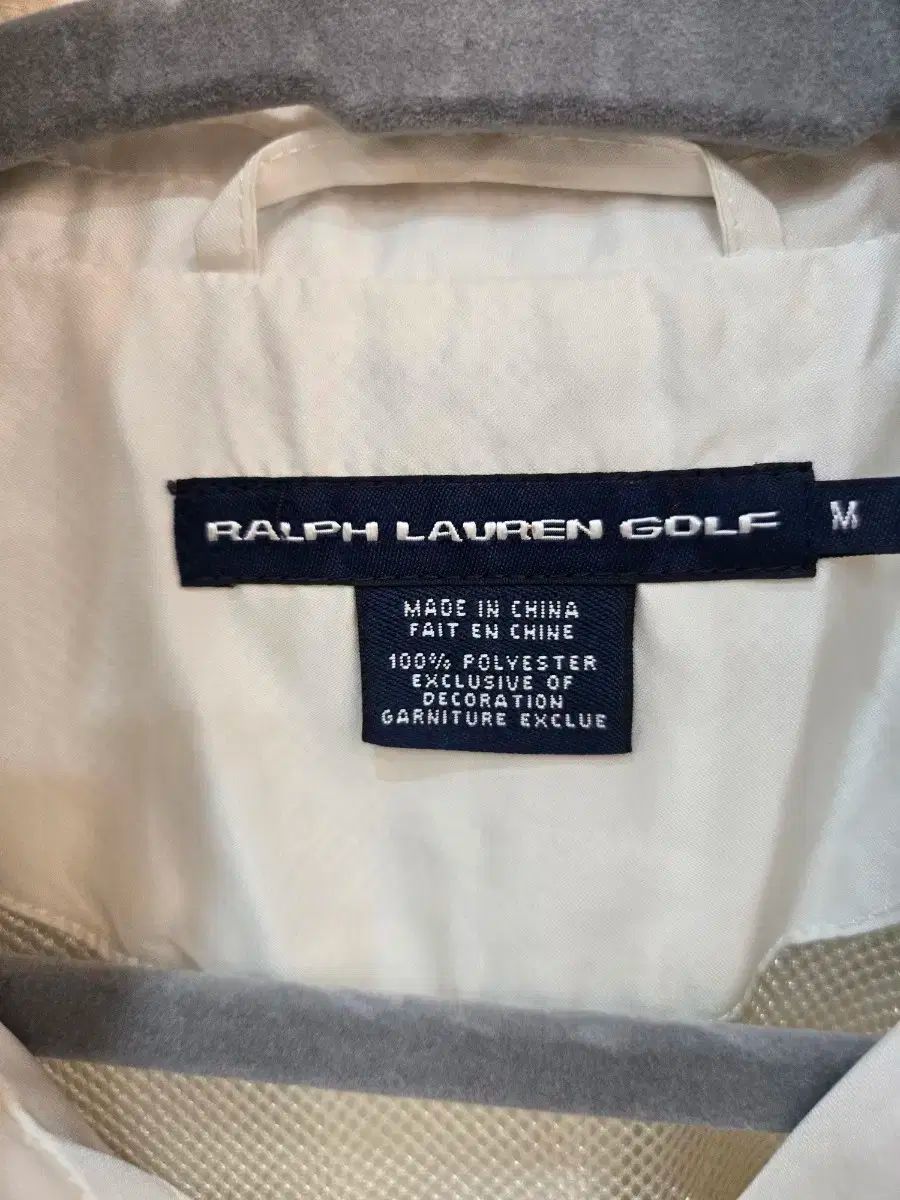 RALPH LAUREN GOLF
M
MADE IN CHINA
FAIT EN CHINE
100% POLYESTER
EXCLUSIVE OF
DECORATION
GARNITURE EXCLUE